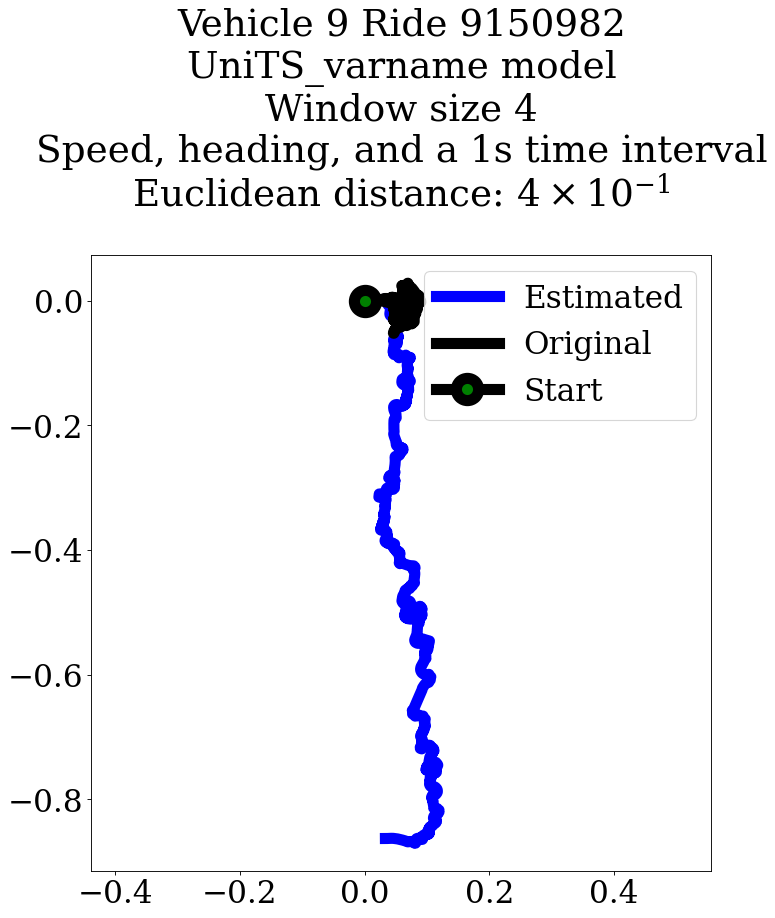 Vehicle 9 Ride 9150982
UniTS_varname model
Window size 4
Speed, heading, and a 1s time interval
Euclidean distance: 4 × 10⁻¹
Estimated
Original
Start
0.0
−0.2
−0.4
−0.6
−0.8
−0.4
−0.2
0.0
0.2
0.4